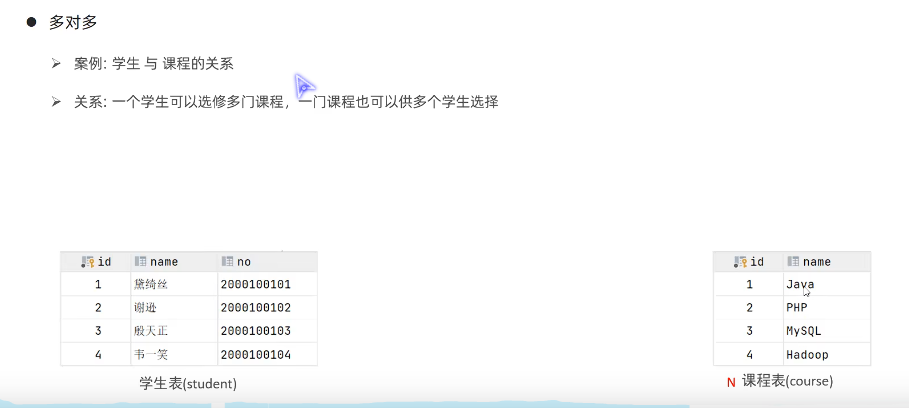 多对多
案例: 学生 与 课程的关系
关系: 一个学生可以选修多门课程，一门课程也可以供多个学生选择
id name no
1 黛绮丝 2000100101
2 谢逊 2000100102
3 殷天正 2000100103
4 韦一笑 2000100104
学生表(student)
id name
1 Java
2 PHP
3 MySQL
4 Hadoop
N 课程表(course)